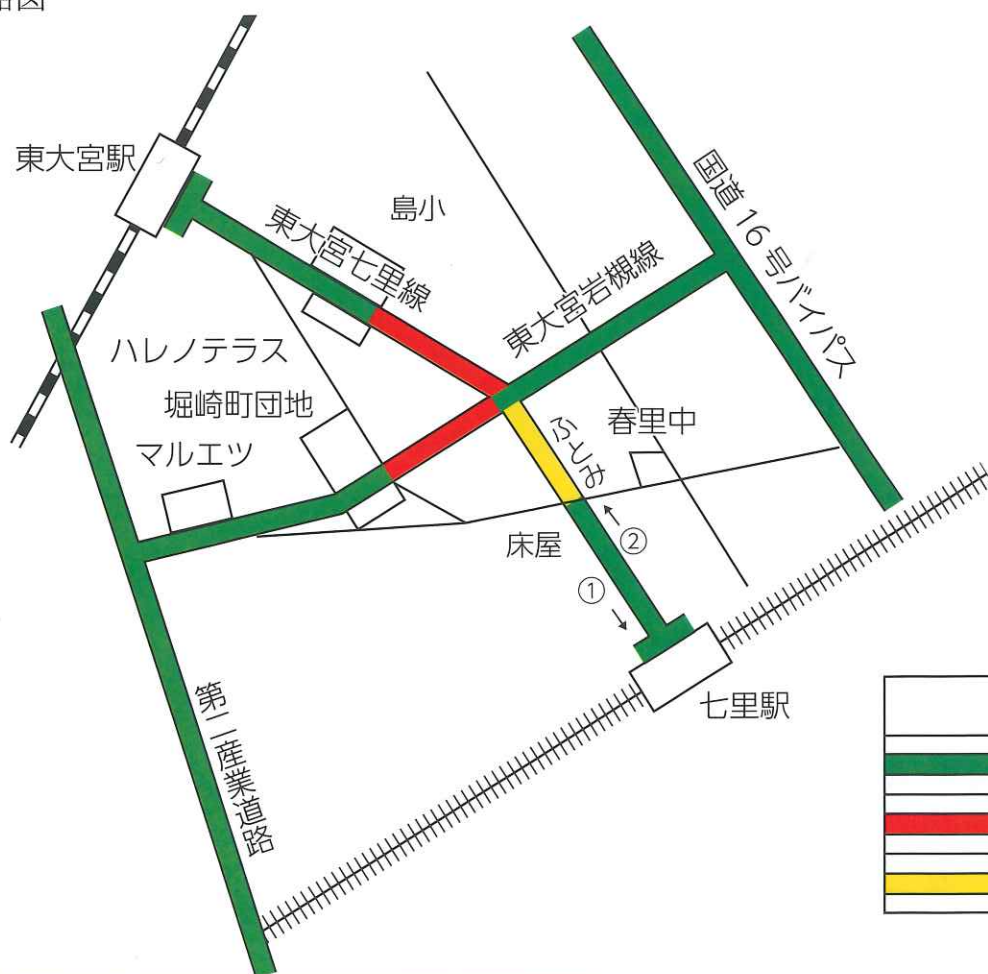 東大宮駅
島小
東大宮七里線
国道16号バイパス
東大宮岩槻線
ハレノテラス
堀崎町団地
マルエツ
ふとみ
春里中
床屋
②
①
七里駅
第二産業道路